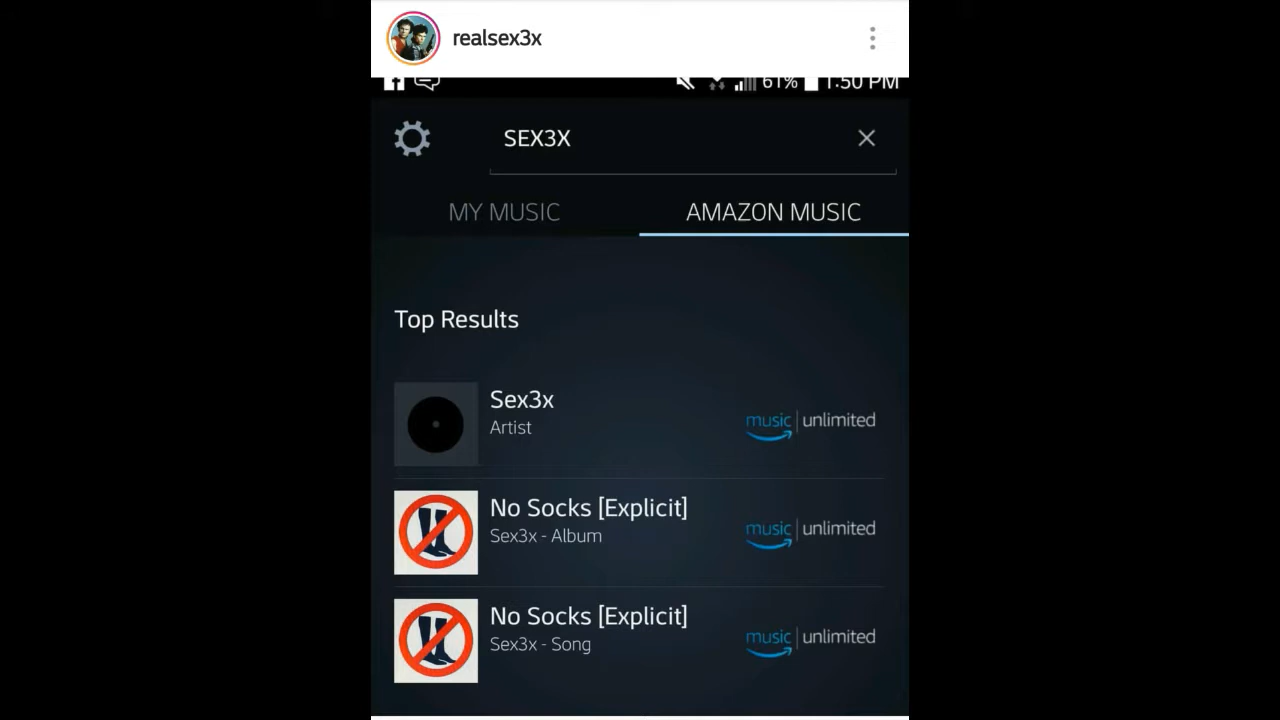 realsex3x
61% 1:50 PM
SEX3X
MY MUSIC AMAZON MUSIC
Top Results
Sex3x
Artist
music unlimited
No Socks [Explicit]
Sex3x - Album
music unlimited
No Socks [Explicit]
Sex3x - Song
music unlimited